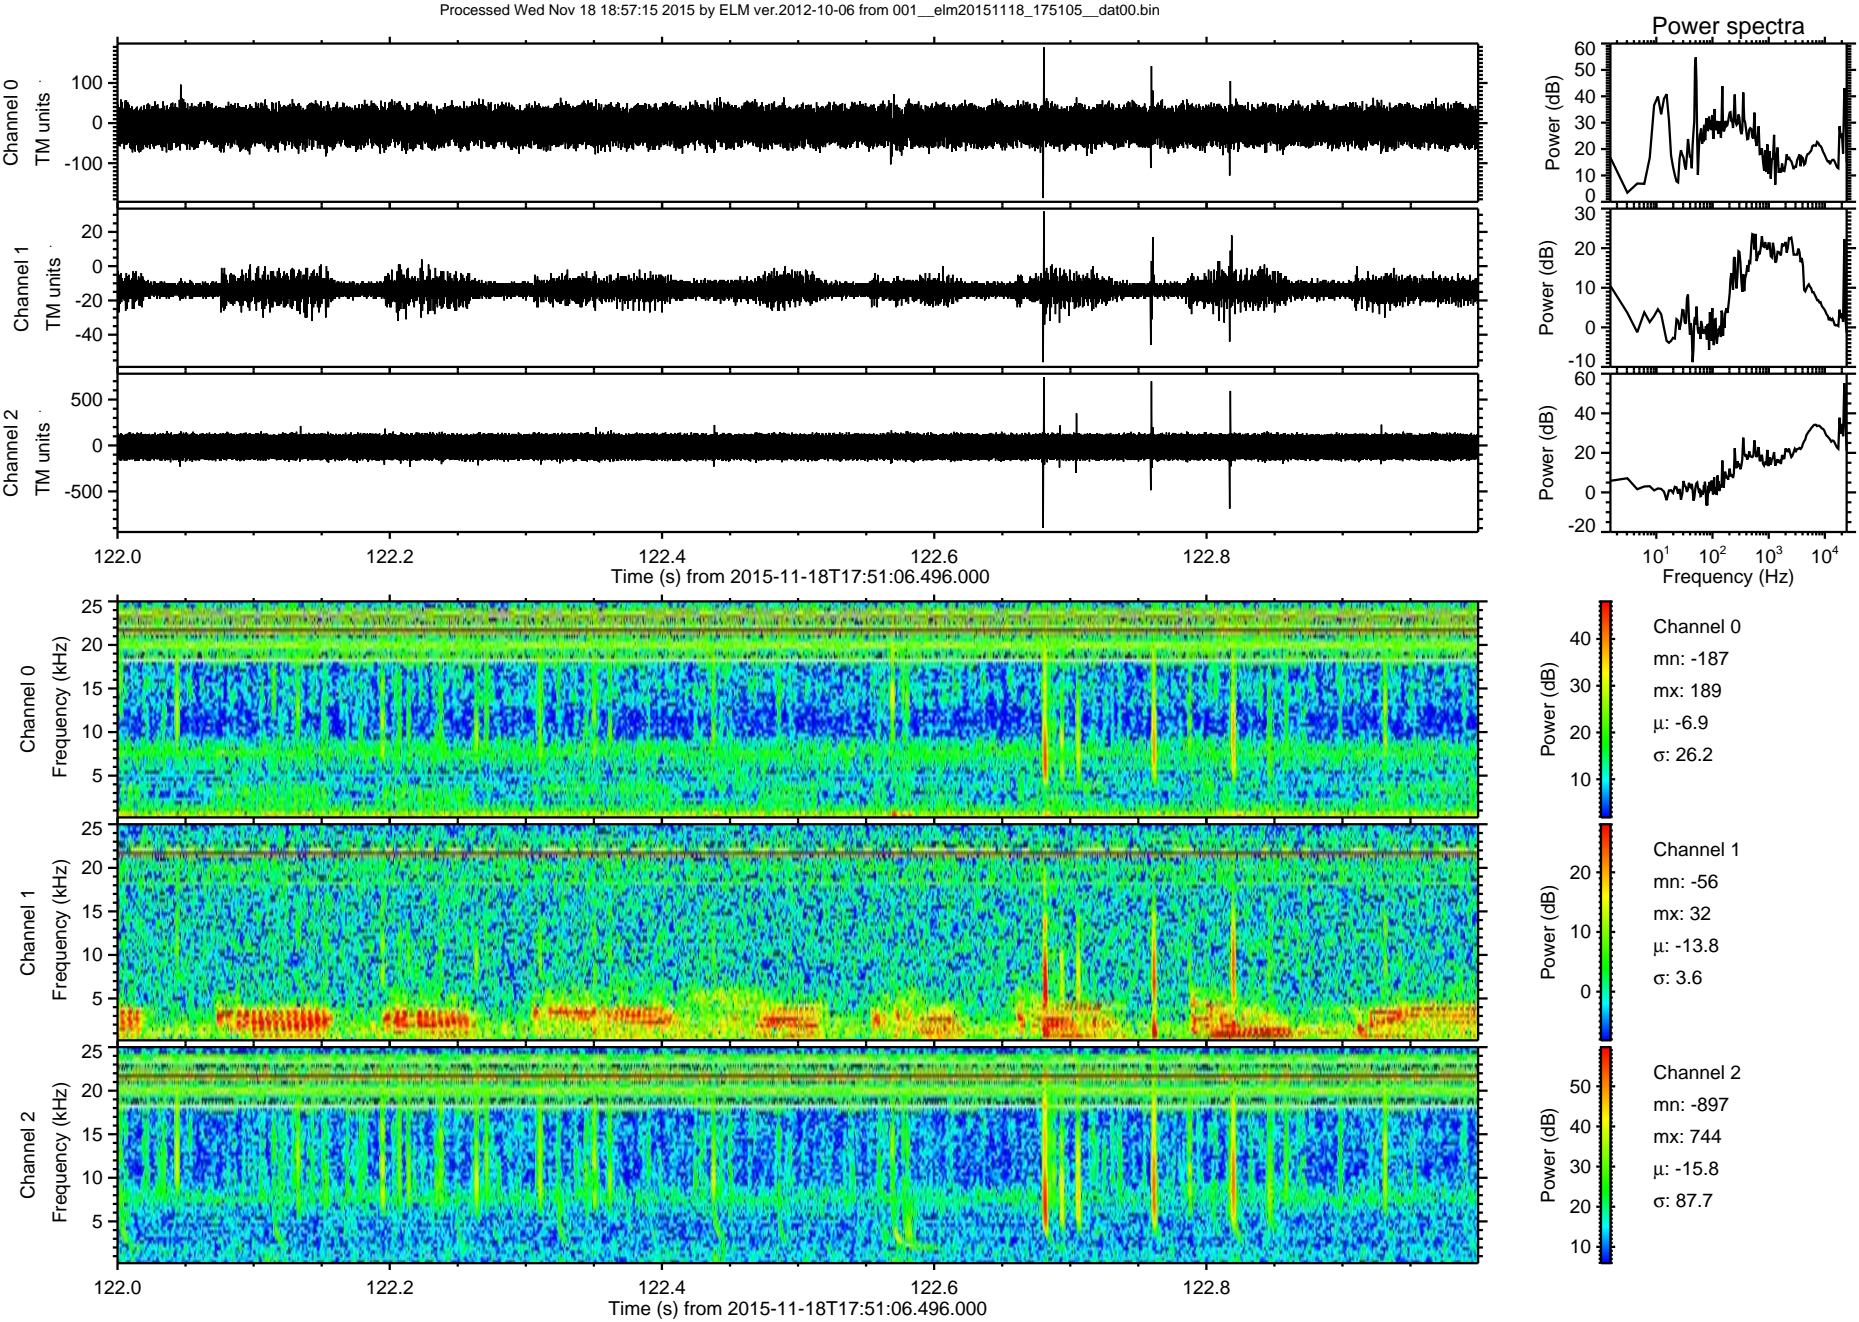 Processed Wed Nov 18 18:57:15 2015 by ELM ver.2012-10-06 from 001__elm20151118_175105__dat00.bin
Power spectra
Channel 0
TM units
100
0
-100
Power (dB)
60
50
40
30
20
10
0
Channel 1
TM units
20
0
-20
-40
Power (dB)
30
20
10
0
-10
Channel 2
TM units
500
0
-500
Power (dB)
60
40
20
0
-20
122.0 122.2 122.4 122.6 122.8
Time (s) from 2015-11-18T17:51:06.496.000
10¹ 10² 10³ 10⁴
Frequency (Hz)
Channel 0
Frequency (kHz)
25
20
15
10
5
Power (dB)
40
30
20
10
Channel 0
mn: -187
mx: 189
μ: -6.9
σ: 26.2
Channel 1
Frequency (kHz)
25
20
15
10
5
Power (dB)
20
10
0
Channel 1
mn: -56
mx: 32
μ: -13.8
σ: 3.6
Channel 2
Frequency (kHz)
25
20
15
10
5
Power (dB)
50
40
30
20
10
Channel 2
mn: -897
mx: 744
μ: -15.8
σ: 87.7
122.0 122.2 122.4 122.6 122.8
Time (s) from 2015-11-18T17:51:06.496.000